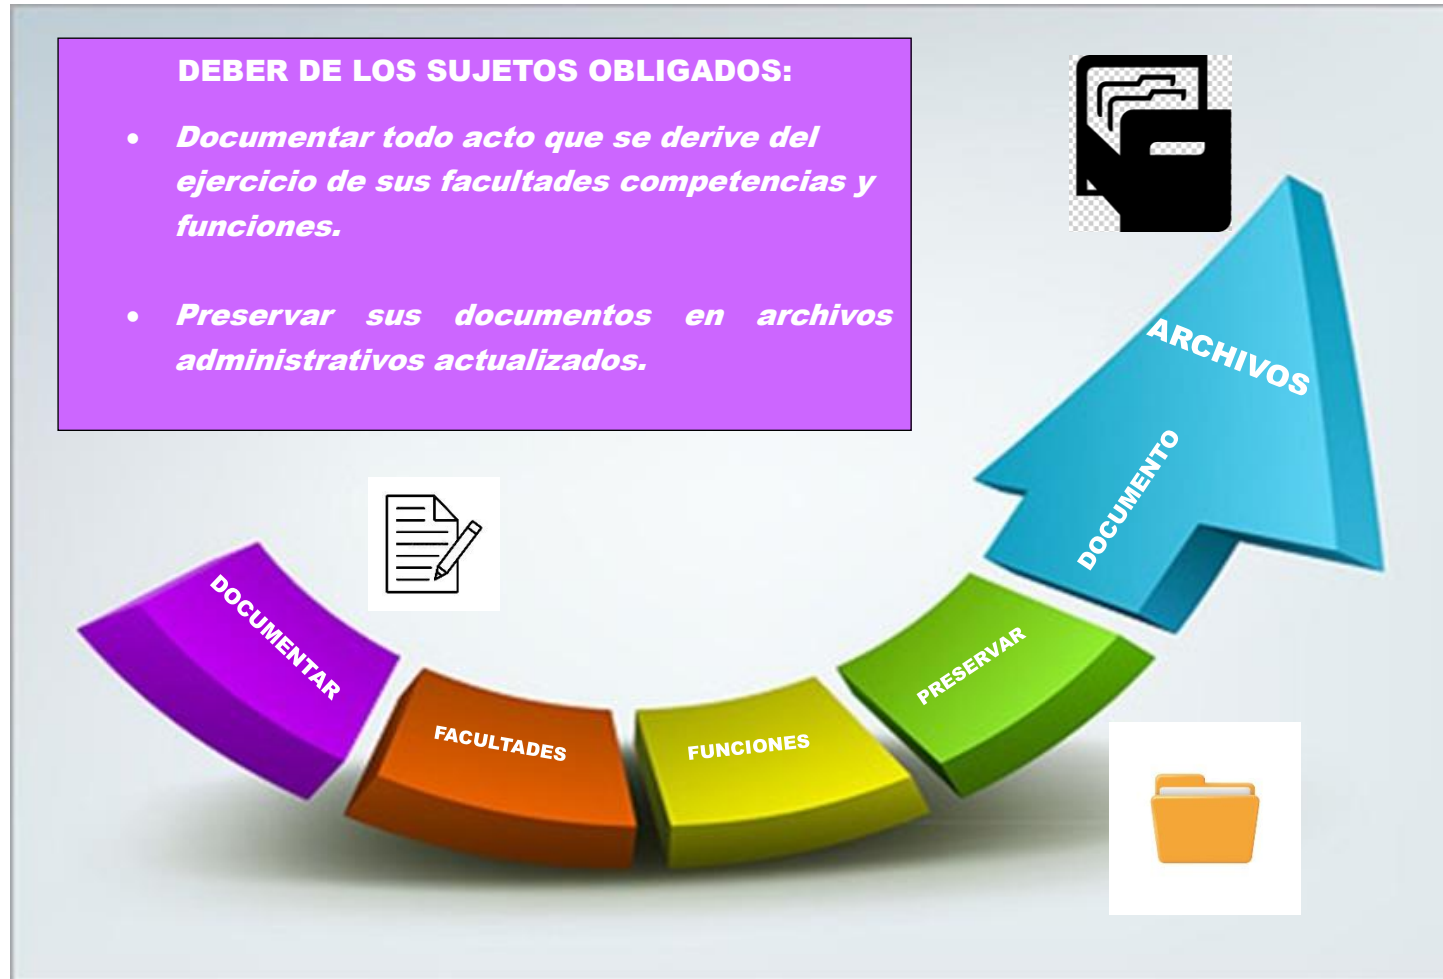 DEBER DE LOS SUJETOS OBLIGADOS:
• Documentar todo acto que se derive del
ejercicio de sus facultades competencias y
funciones.
• Preservar sus documentos en archivos
administrativos actualizados.
DOCUMENTAR
FACULTADES
FUNCIONES
PRESERVAR
DOCUMENTO
ARCHIVOS